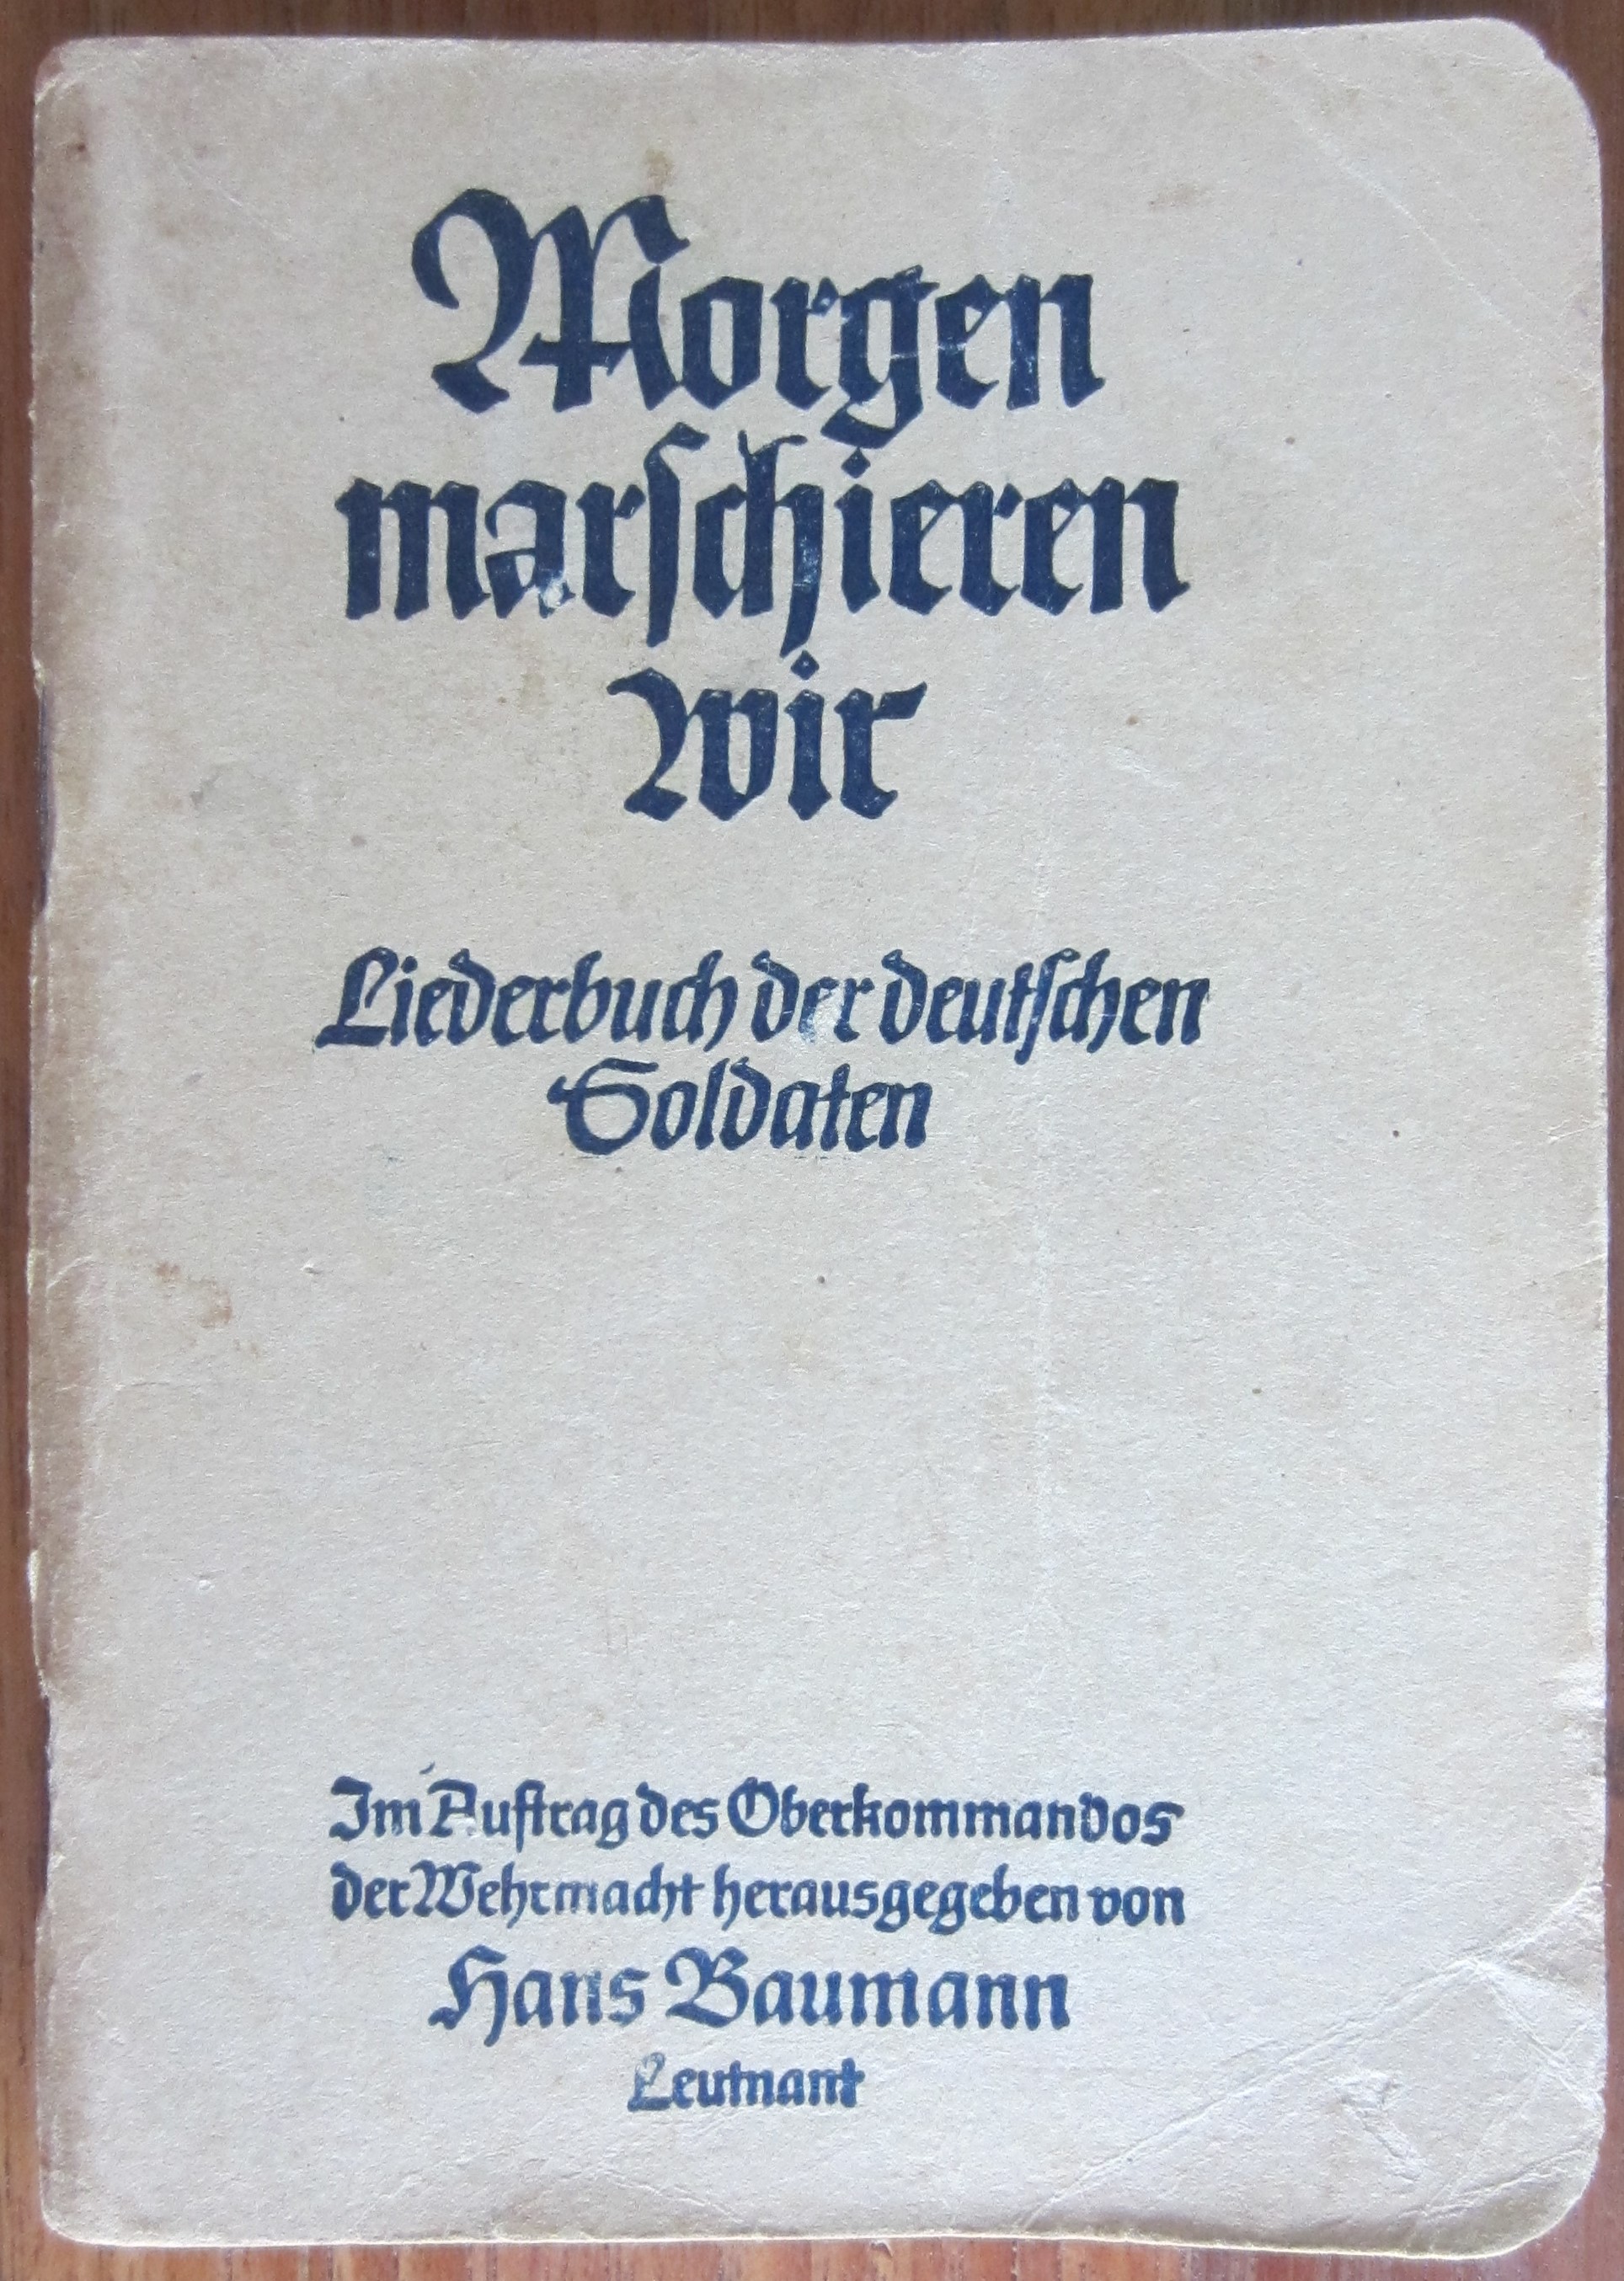 Morgen
marschieren
wir
Liederbuch der deutschen
Soldaten
Im Auftrag des Oberkommandos
der Wehrmacht herausgegeben von
Hans Baumann
Leutnant